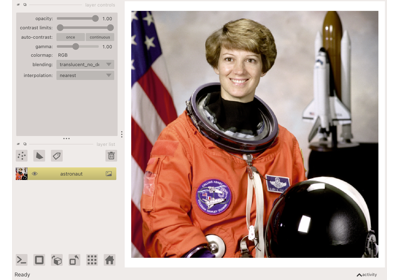 layer controls
opacity: 1.00
contrast limits:
auto-contrast: once continuous
gamma: 1.00
colormap: RGB
blending: translucent_no_de
interpolation: nearest
layer list
astronaut
Ready
activity